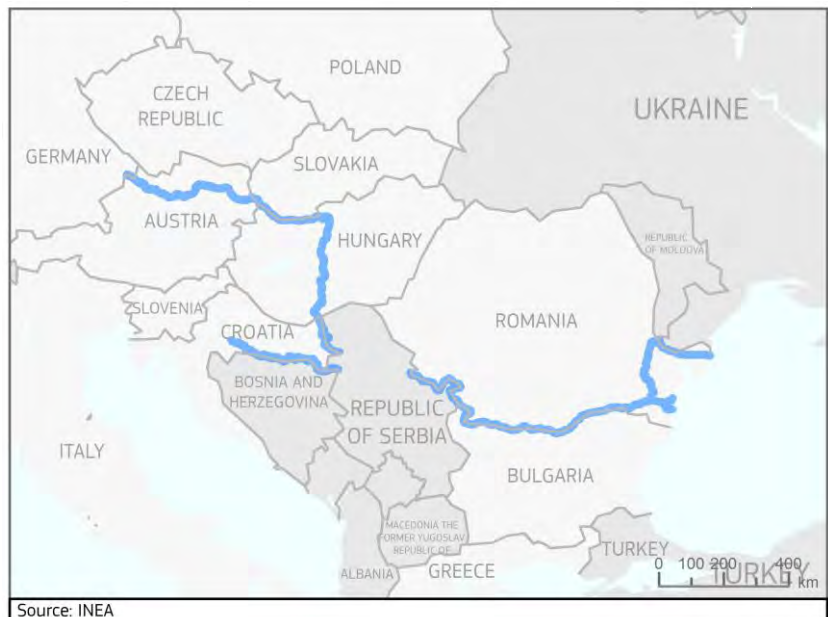 POLAND
CZECH
REPUBLIC
UKRAINE
GERMANY
SLOVAKIA
AUSTRIA
HUNGARY
REPUBLIC
OF MOLDOVA
SLOVENIA
ROMANIA
CROATIA
BOSNIA AND
HERZEGOVINA
REPUBLIC
OF SERBIA
ITALY
BULGARIA
MACEDONIA THE
FORMER YUGOSLAV
REPUBLIC OF
TURKEY
ALBANIA
GREECE
0 100 200 400
TURKEY
km
Source: INEA